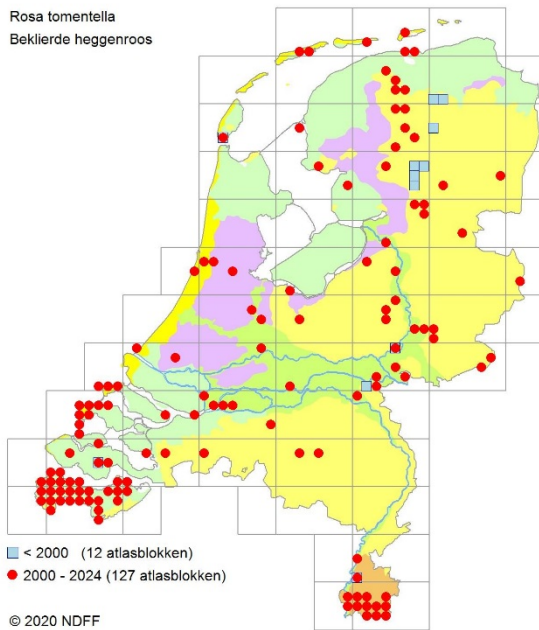 Rosa tomentella
Beklierde heggenroos
< 2000 (12 atlasblokken)
2000 - 2024 (127 atlasblokken)
© 2020 NDFF